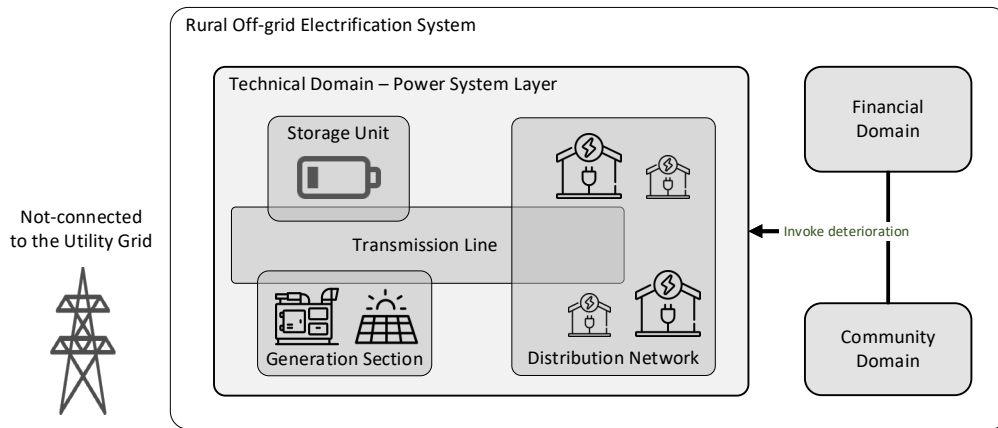 Rural Off-grid Electrification System
Technical Domain – Power System Layer
Storage Unit
Transmission Line
Generation Section
Distribution Network
Not-connected
to the Utility Grid
Financial
Domain
Invoke deterioration
Community
Domain